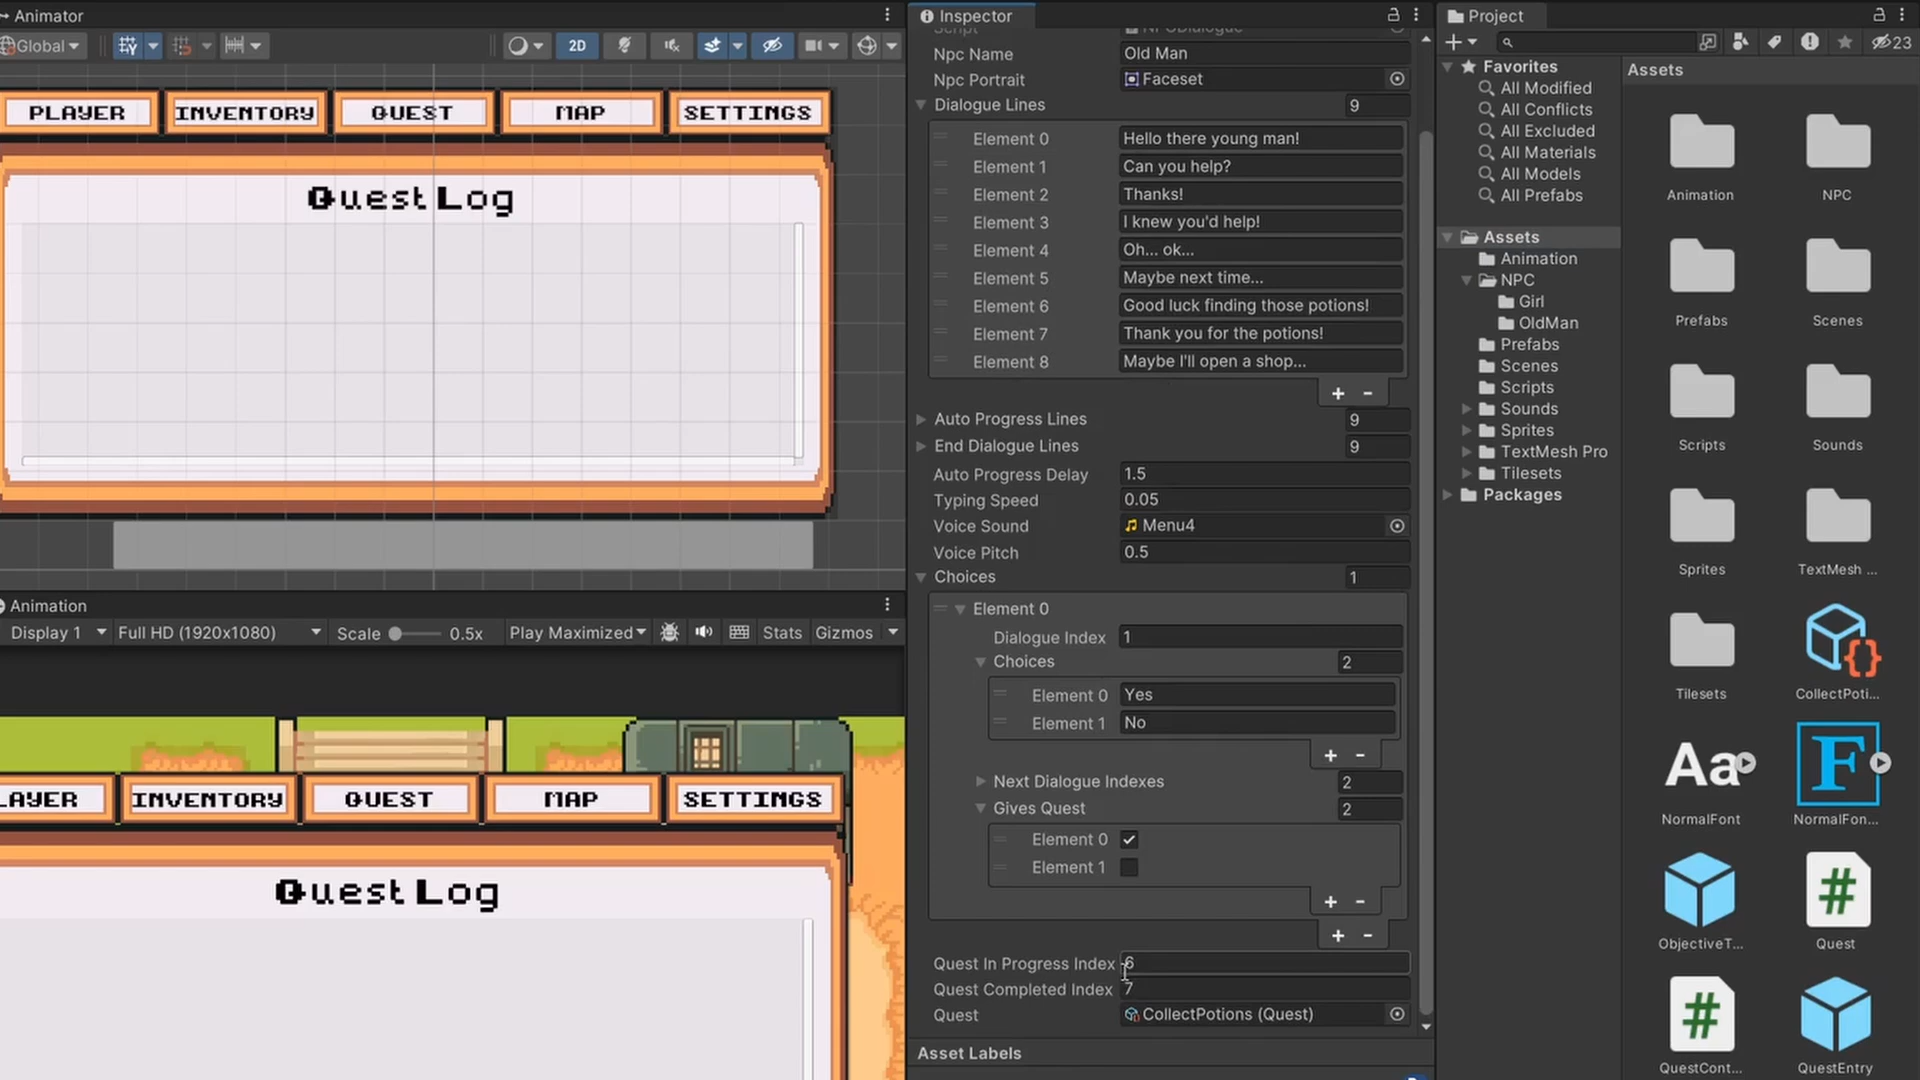 Animator
Global
2D
PLAYER
INVENTORY
QUEST
MAP
SETTINGS
Quest Log
Animation
Display 1
Full HD (1920x1080)
Scale
0.5x
Play Maximized
Stats
Gizmos
LAYER
INVENTORY
QUEST
MAP
SETTINGS
Quest Log
Inspector
Script
NPCDialogue
Npc Name
Old Man
Npc Portrait
Faceset
Dialogue Lines
9
Element 0
Hello there young man!
Element 1
Can you help?
Element 2
Thanks!
Element 3
I knew you'd help!
Element 4
Oh... ok...
Element 5
Maybe next time...
Element 6
Good luck finding those potions!
Element 7
Thank you for the potions!
Element 8
Maybe I'll open a shop...
Auto Progress Lines
9
End Dialogue Lines
9
Auto Progress Delay
1.5
Typing Speed
0.05
Voice Sound
Menu4
Voice Pitch
0.5
Choices
1
Element 0
Dialogue Index
1
Choices
2
Element 0
Yes
Element 1
No
Next Dialogue Indexes
2
Gives Quest
2
Element 0
Element 1
Quest In Progress Index
6
Quest Completed Index
7
Quest
CollectPotions (Quest)
Asset Labels
Project
23
Favorites
All Modified
All Conflicts
All Excluded
All Materials
All Models
All Prefabs
Assets
Animation
NPC
Girl
OldMan
Prefabs
Scenes
Scripts
Sounds
Sprites
TextMesh Pro
Tilesets
Packages
Assets
Animation
NPC
Prefabs
Scenes
Scripts
Sounds
Sprites
TextMesh ...
Tilesets
CollectPoti...
Aa
F
NormalFont
NormalFon...
#
ObjectiveT...
Quest
#
QuestCont...
QuestEntry